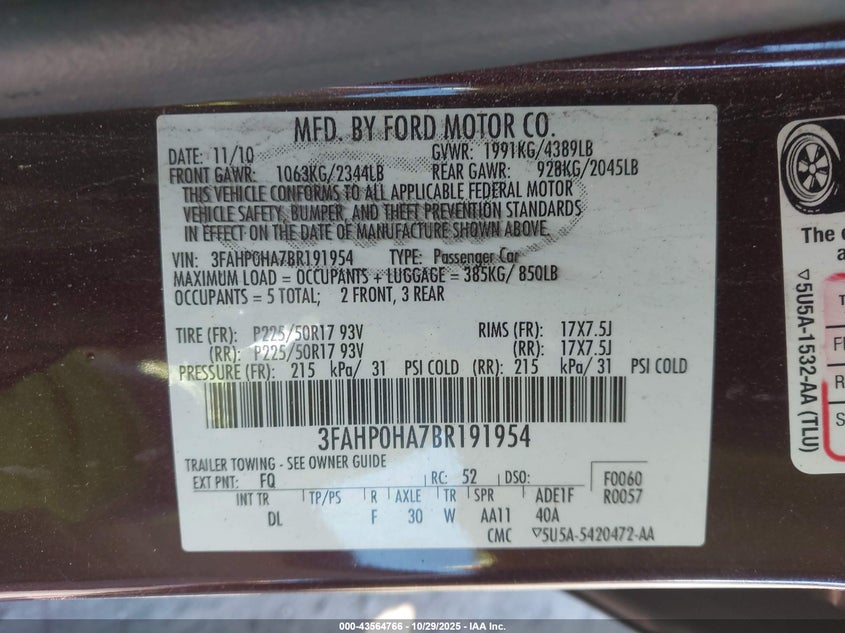 MFD. BY FORD MOTOR CO.
DATE: 11/10 GVWR: 1991KG/4389LB
FRONT GAWR: 1063KG/2344LB REAR GAWR: 928KG/2045LB
THIS VEHICLE CONFORMS TO ALL APPLICABLE FEDERAL MOTOR
VEHICLE SAFETY, BUMPER, AND THEFT PREVENTION STANDARDS
IN EFFECT ON THE DATE OF MANUFACTURE SHOWN ABOVE.
VIN: 3FAHP0HA7BR191954 TYPE: Passenger Car
MAXIMUM LOAD = OCCUPANTS + LUGGAGE = 385KG/ 850LB
OCCUPANTS = 5 TOTAL; 2 FRONT, 3 REAR
TIRE (FR): P225/50R17 93V RIMS (FR): 17X7.5J
(RR): P225/50R17 93V (RR): 17X7.5J
PRESSURE (FR): 215 kPa/ 31 PSI COLD (RR): 215 kPa/31 PSI COLD
3FAHP0HA7BR191954
TRAILER TOWING - SEE OWNER GUIDE
EXT PNT: FQ RC: 52 DSO: F0060
R0057
INT TR TP/PS R AXLE TR SPR ADE1F
DL F 30 W AA11 40A
CMC ▽5U5A-5420472-AA
The
▽5U5A-1532-AA (TLU)
000-43564766 - 10/29/2025 - IAA Inc.